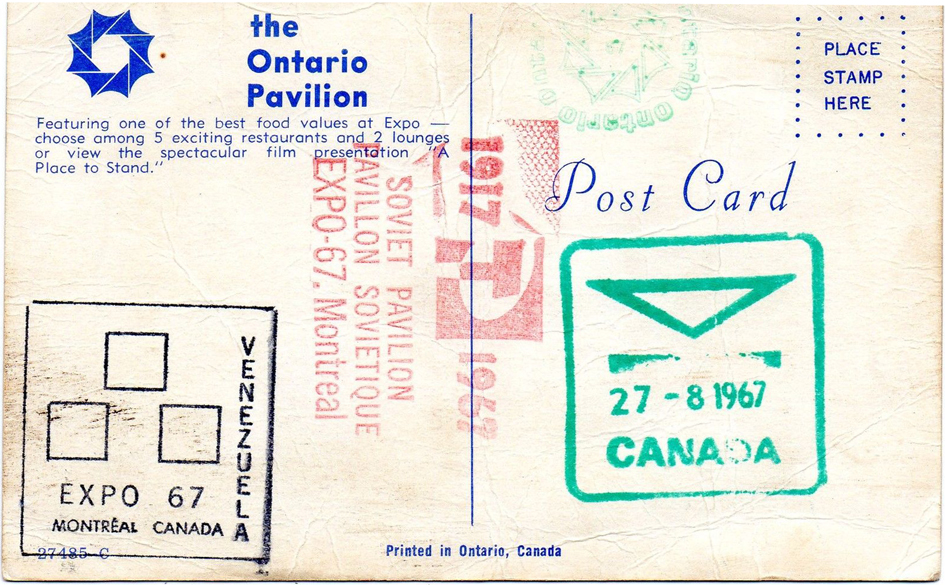 the
Ontario
Pavilion
Featuring one of the best food values at Expo —
choose among 5 exciting restaurants and 2 lounges
or view the spectacular film presentation "A
Place to Stand."
ontario ontario
PLACE
STAMP
HERE
Post Card
1917
1967
SOVIET PAVILION
PAVILLON SOVIETIQUE
EXPO-67, Montreal
27-8 1967
CANADA
VENEZUELA
EXPO 67
MONTRÉAL CANADA
27485-C
Printed in Ontario, Canada